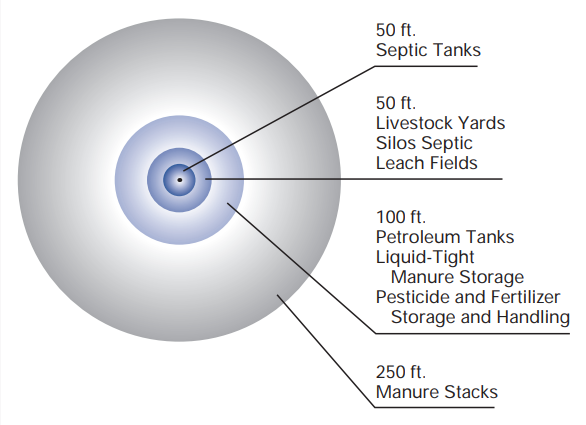 50 ft.
Septic Tanks
50 ft.
Livestock Yards
Silos Septic
Leach Fields
100 ft.
Petroleum Tanks
Liquid-Tight
Manure Storage
Pesticide and Fertilizer
Storage and Handling
250 ft.
Manure Stacks